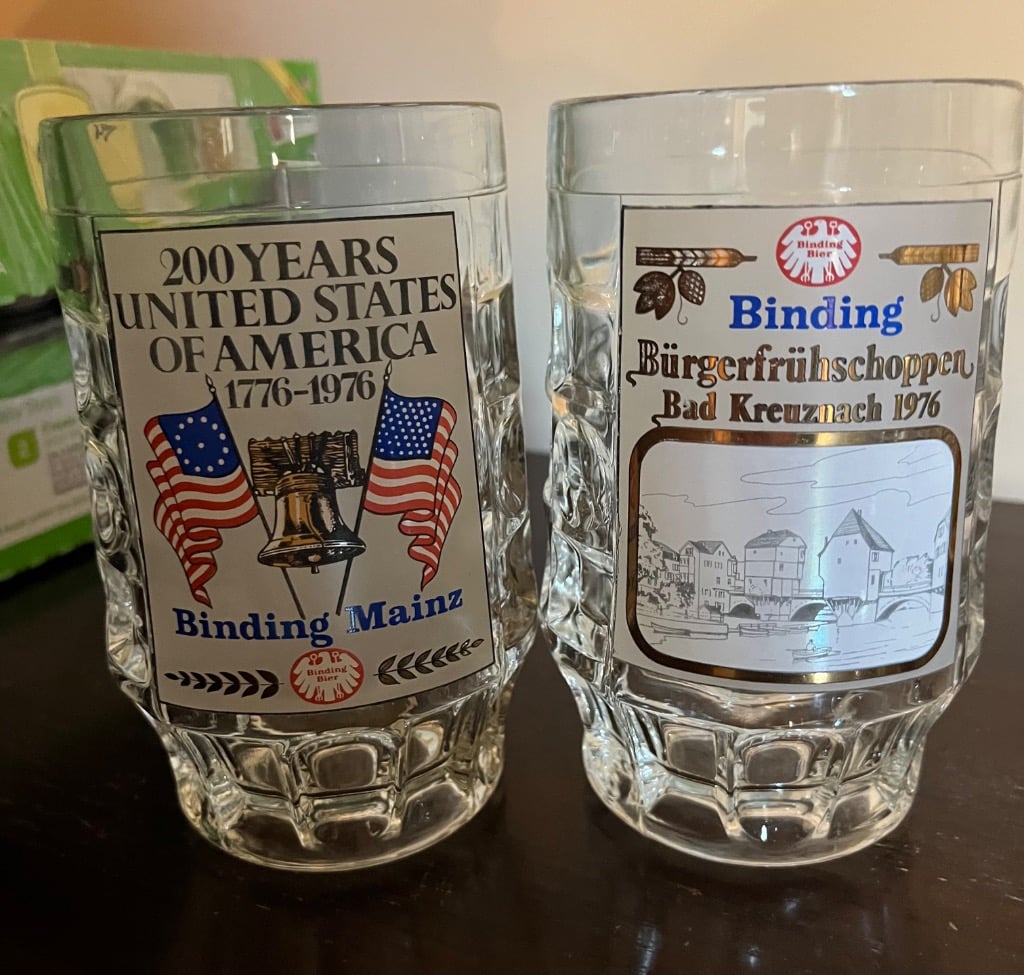 200 YEARS
UNITED STATES
OF AMERICA
1776-1976
Binding Mainz
Binding
Bier
Binding
Bier
Binding
Bürgerfrühschoppen
Bad Kreuznach 1976